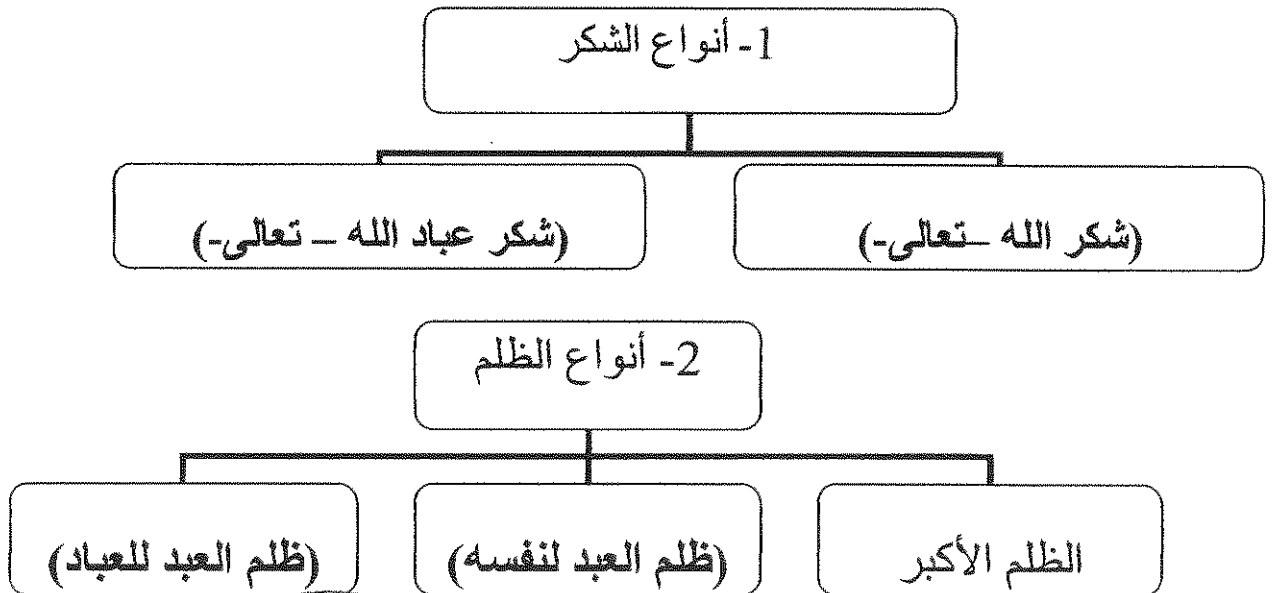 1- أنواع الشكر
(شكر الله –تعالى-)
(شكر عباد الله – تعالى-)
2- أنواع الظلم
الظلم الأكبر
(ظلم العبد لنفسه)
(ظلم العبد للعباد)